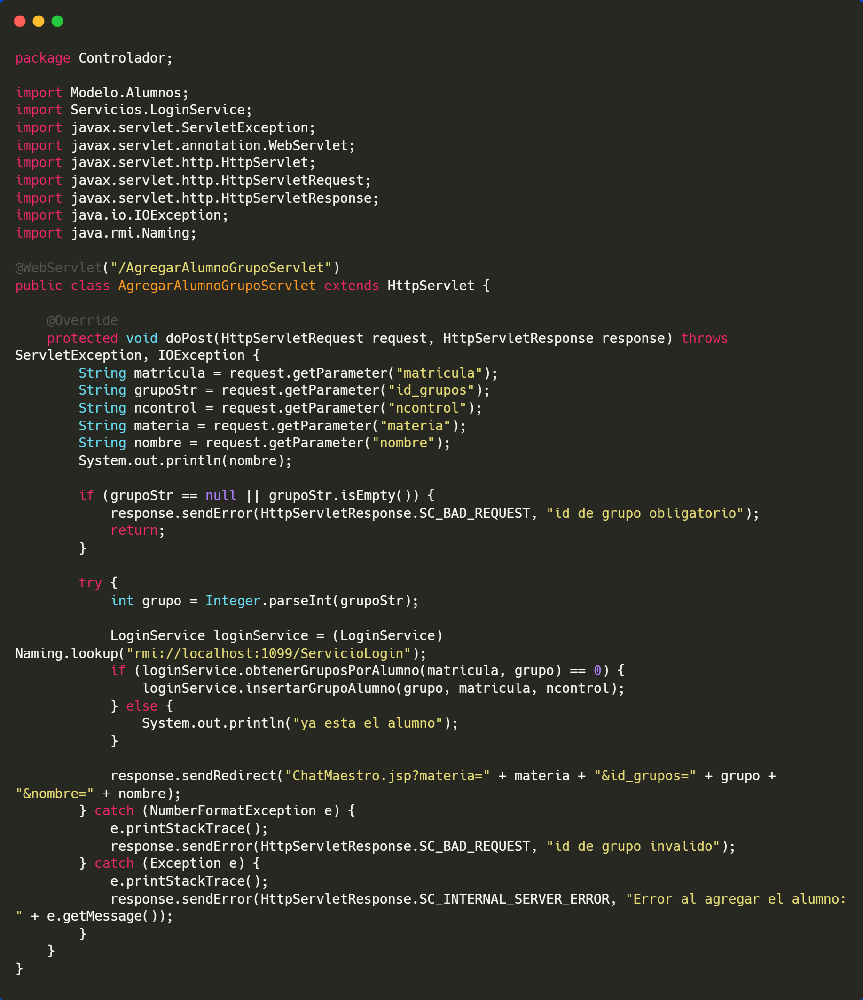 package Controlador;

import Modelo.Alumnos;
import Servicios.LoginService;
import javax.servlet.ServletException;
import javax.servlet.annotation.WebServlet;
import javax.servlet.http.HttpServlet;
import javax.servlet.http.HttpServletRequest;
import javax.servlet.http.HttpServletResponse;
import java.io.IOException;
import java.rmi.Naming;

@WebServlet("/AgregarAlumnoGrupoServlet")
public class AgregarAlumnoGrupoServlet extends HttpServlet {

    @Override
    protected void doPost(HttpServletRequest request, HttpServletResponse response) throws
ServletException, IOException {
        String matricula = request.getParameter("matricula");
        String grupoStr = request.getParameter("id_grupos");
        String ncontrol = request.getParameter("ncontrol");
        String materia = request.getParameter("materia");
        String nombre = request.getParameter("nombre");
        System.out.println(nombre);

        if (grupoStr == null || grupoStr.isEmpty()) {
            response.sendError(HttpServletResponse.SC_BAD_REQUEST, "id de grupo obligatorio");
            return;
        }

        try {
            int grupo = Integer.parseInt(grupoStr);

            LoginService loginService = (LoginService)
Naming.lookup("rmi://localhost:1099/ServicioLogin");
            if (loginService.obtenerGruposPorAlumno(matricula, grupo) == 0) {
                loginService.insertarGrupoAlumno(grupo, matricula, ncontrol);
            } else {
                System.out.println("ya esta el alumno");
            }

            response.sendRedirect("ChatMaestro.jsp?materia=" + materia + "&id_grupos=" + grupo +
"&nombre=" + nombre);
        } catch (NumberFormatException e) {
            e.printStackTrace();
            response.sendError(HttpServletResponse.SC_BAD_REQUEST, "id de grupo invalido");
        } catch (Exception e) {
            e.printStackTrace();
            response.sendError(HttpServletResponse.SC_INTERNAL_SERVER_ERROR, "Error al agregar el alumno:
" + e.getMessage());
        }
    }
}